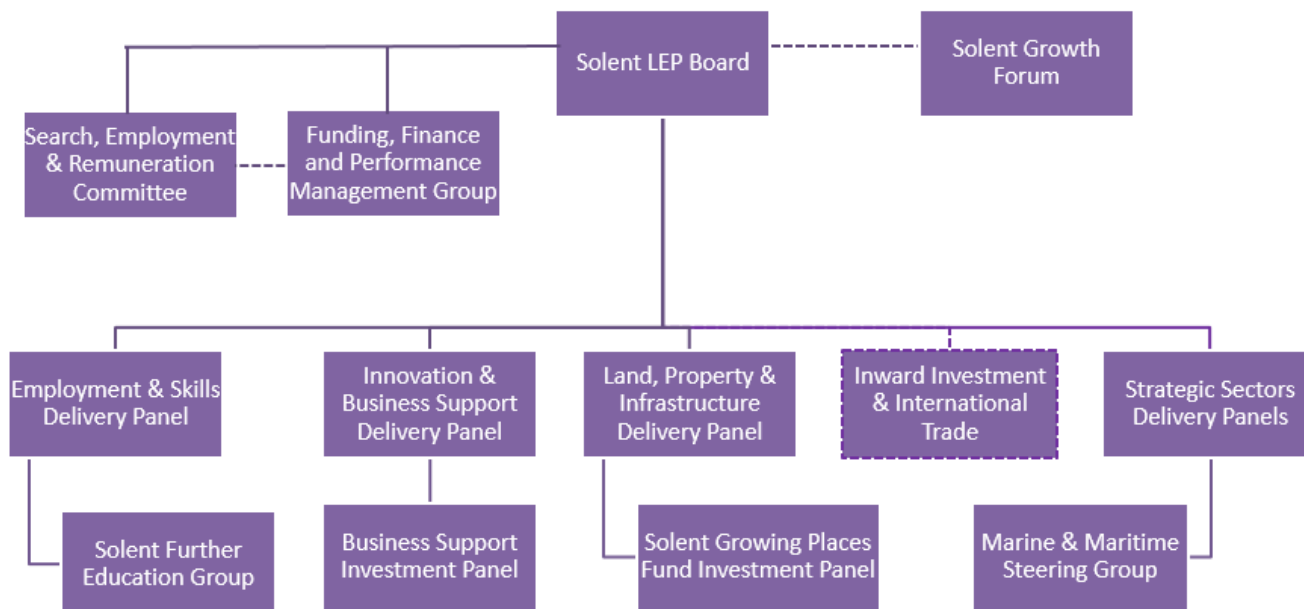 Solent LEP Board
Solent Growth
Forum
Search, Employment
& Remuneration
Committee
Funding, Finance
and Performance
Management Group
Employment & Skills
Delivery Panel
Innovation &
Business Support
Delivery Panel
Land, Property &
Infrastructure
Delivery Panel
Inward Investment
& International
Trade
Strategic Sectors
Delivery Panels
Solent Further
Education Group
Business Support
Investment Panel
Solent Growing Places
Fund Investment Panel
Marine & Maritime
Steering Group